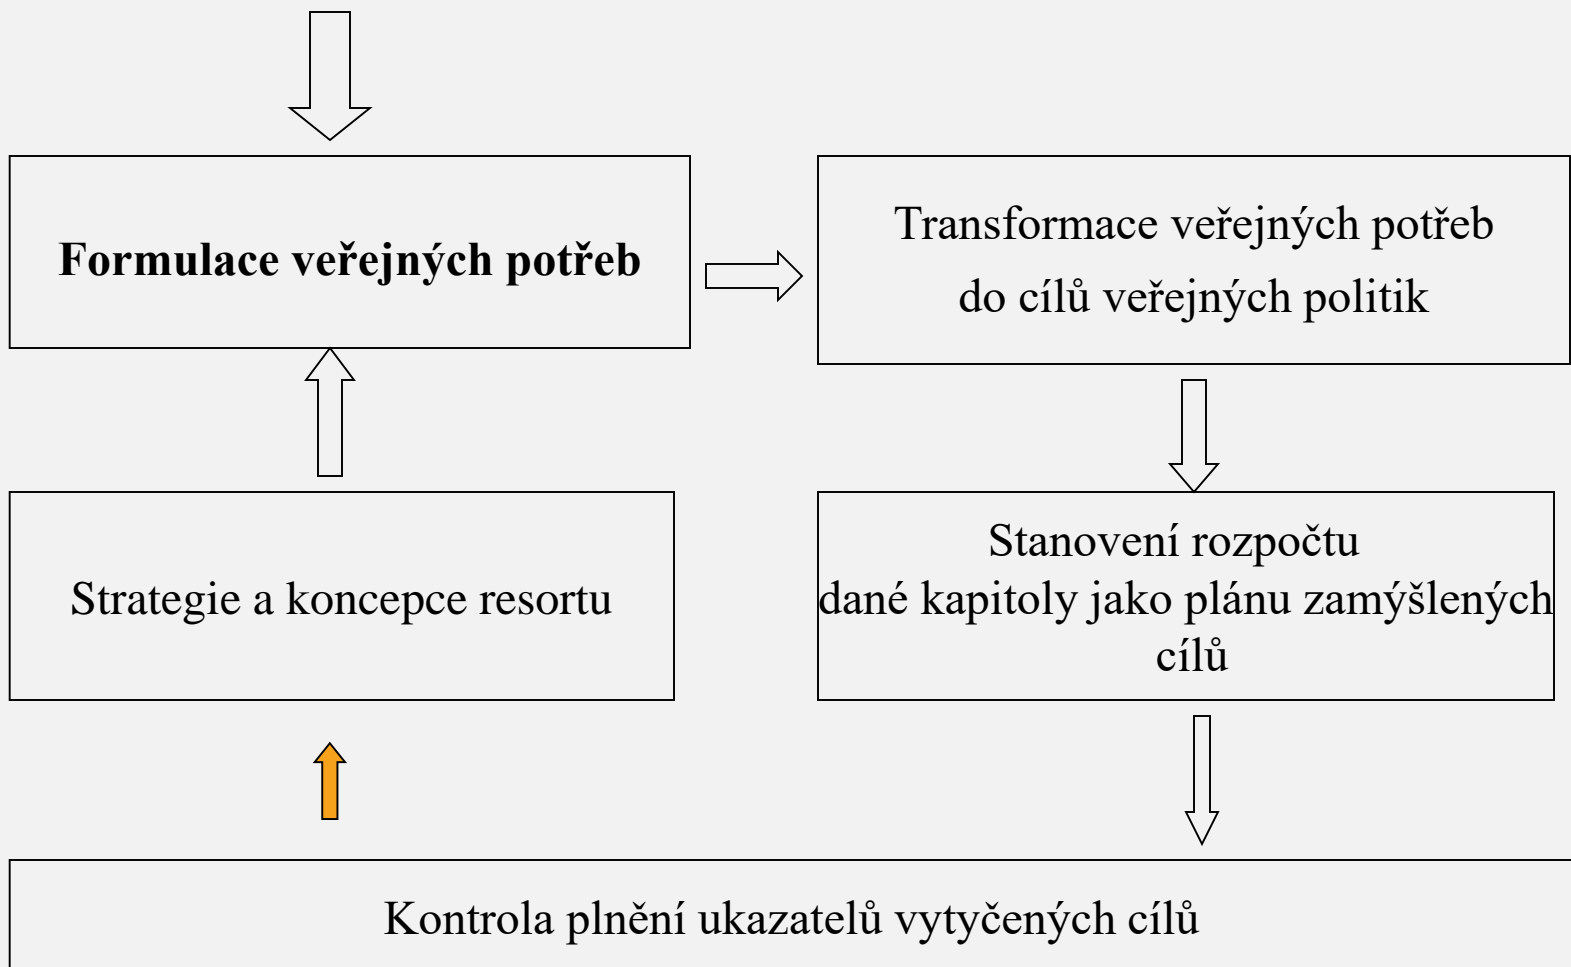 Formulace veřejných potřeb
Transformace veřejných potřeb
do cílů veřejných politik
Strategie a koncepce resortu
Stanovení rozpočtu
dané kapitoly jako plánu zamýšlených
cílů
Kontrola plnění ukazatelů vytyčených cílů